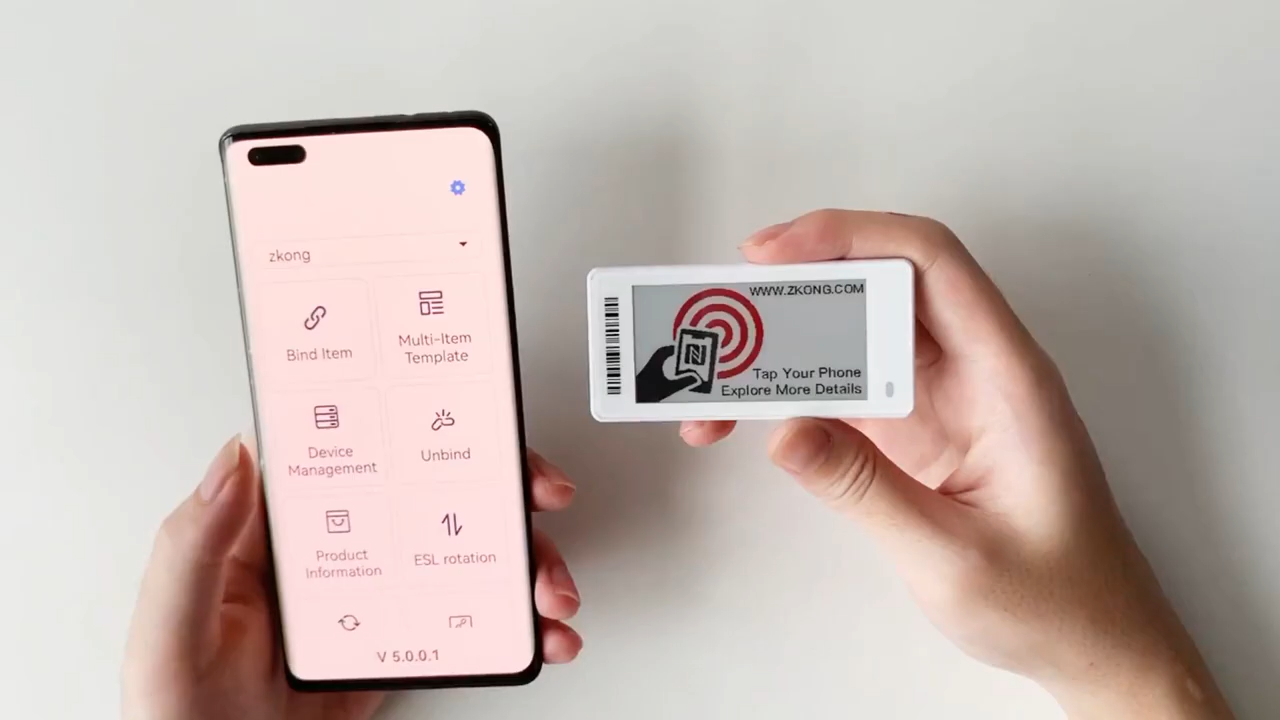 zkong
Bind Item
Multi-Item
Template
Device
Management
Unbind
Product
Information
ESL rotation
V 5.0.0.1
WWW.ZKONG.COM
Tap Your Phone
Explore More Details